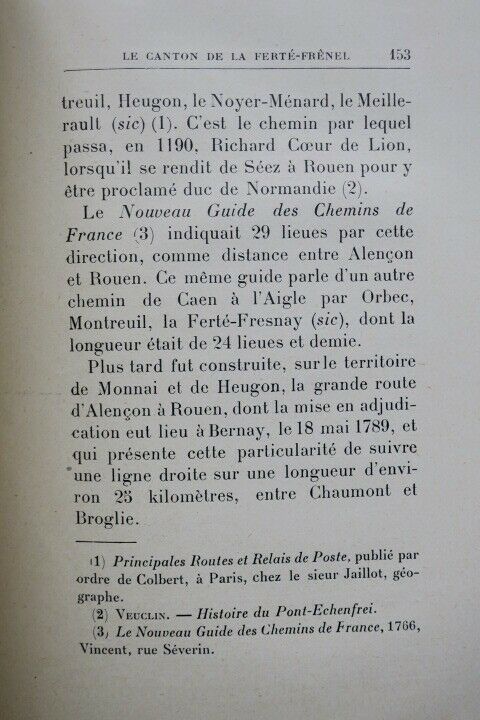 LE CANTON DE LA FERTÉ-FRÊNEL 153
treuil, Heugon, le Noyer-Ménard, le Meille-
rault (sic) (1). C'est le chemin par lequel
passa, en 1190, Richard Cœur de Lion,
lorsqu'il se rendit de Séez à Rouen pour y
être proclamé duc de Normandie (2).
Le Nouveau Guide des Chemins de
France (3) indiquait 29 lieues par cette
direction, comme distance entre Alençon
et Rouen. Ce même guide parle d'un autre
chemin de Caen à l'Aigle par Orbec,
Montreuil, la Ferté-Fresnay (sic), dont la
longueur était de 24 lieues et demie.
Plus tard fut construite, sur le territoire
de Monnai et de Heugon, la grande route
d'Alençon à Rouen, dont la mise en adjudi-
cation eut lieu à Bernay, le 18 mai 1789, et
qui présente cette particularité de suivre
une ligne droite sur une longueur d'envi-
ron 25 kilomètres, entre Chaumont et
Broglie.
(1) Principales Routes et Relais de Poste, publié par
ordre de Colbert, à Paris, chez le sieur Jaillot, géo-
graphe.
(2) VEUCLIN. — Histoire du Pont-Echenfrei.
(3) Le Nouveau Guide des Chemins de France, 1766,
Vincent, rue Séverin.